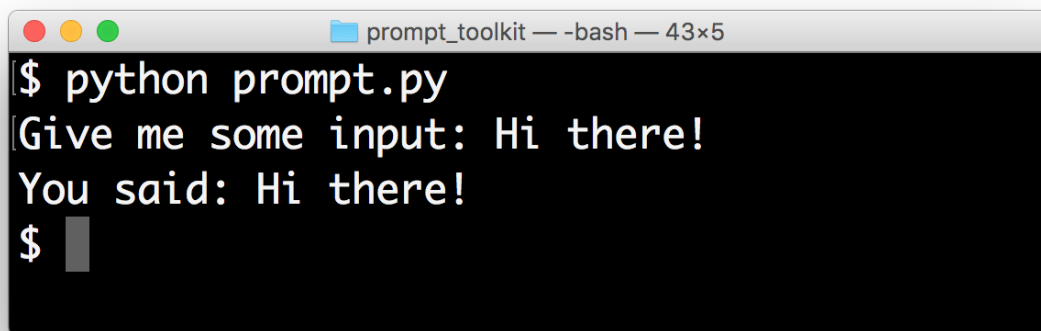 prompt_toolkit — -bash — 43×5
$ python prompt.py
Give me some input: Hi there!
You said: Hi there!
$